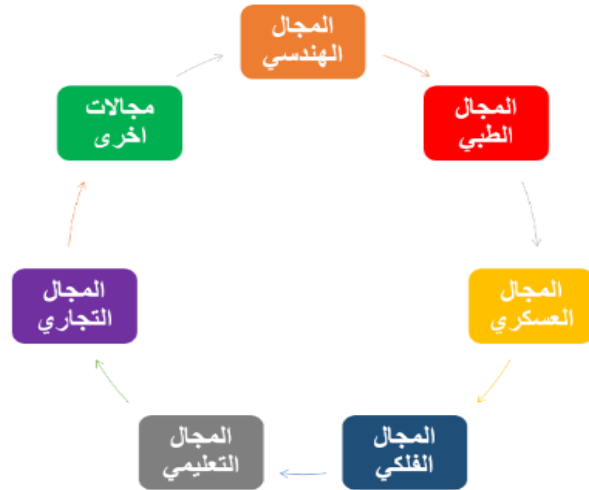 المجال
الهندسي
المجال
الطبي
المجال
العسكري
المجال
الفلكي
المجال
التعليمي
المجال
التجاري
مجالات
اخرى